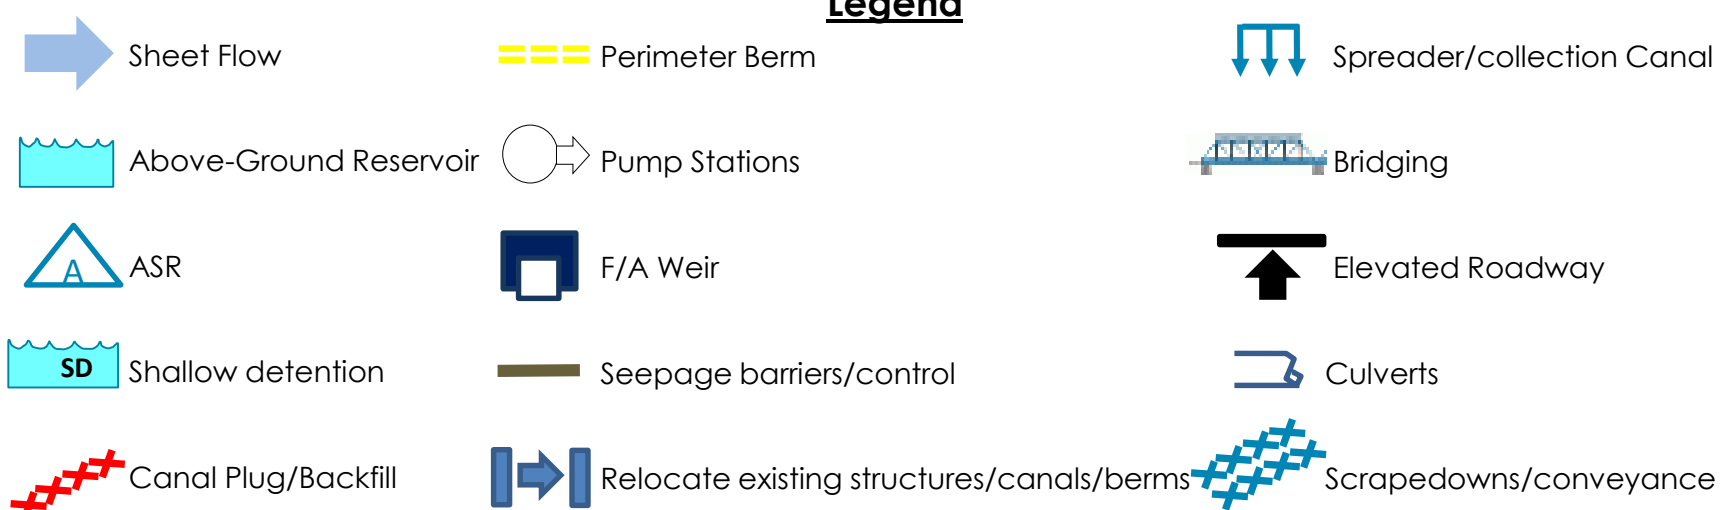 Legend
Sheet Flow
Perimeter Berm
Spreader/collection Canal
Above-Ground Reservoir
Pump Stations
Bridging
A
ASR
F/A Weir
Elevated Roadway
SD
Shallow detention
Seepage barriers/control
Culverts
Canal Plug/Backfill
Relocate existing structures/canals/berms
Scrapedowns/conveyance